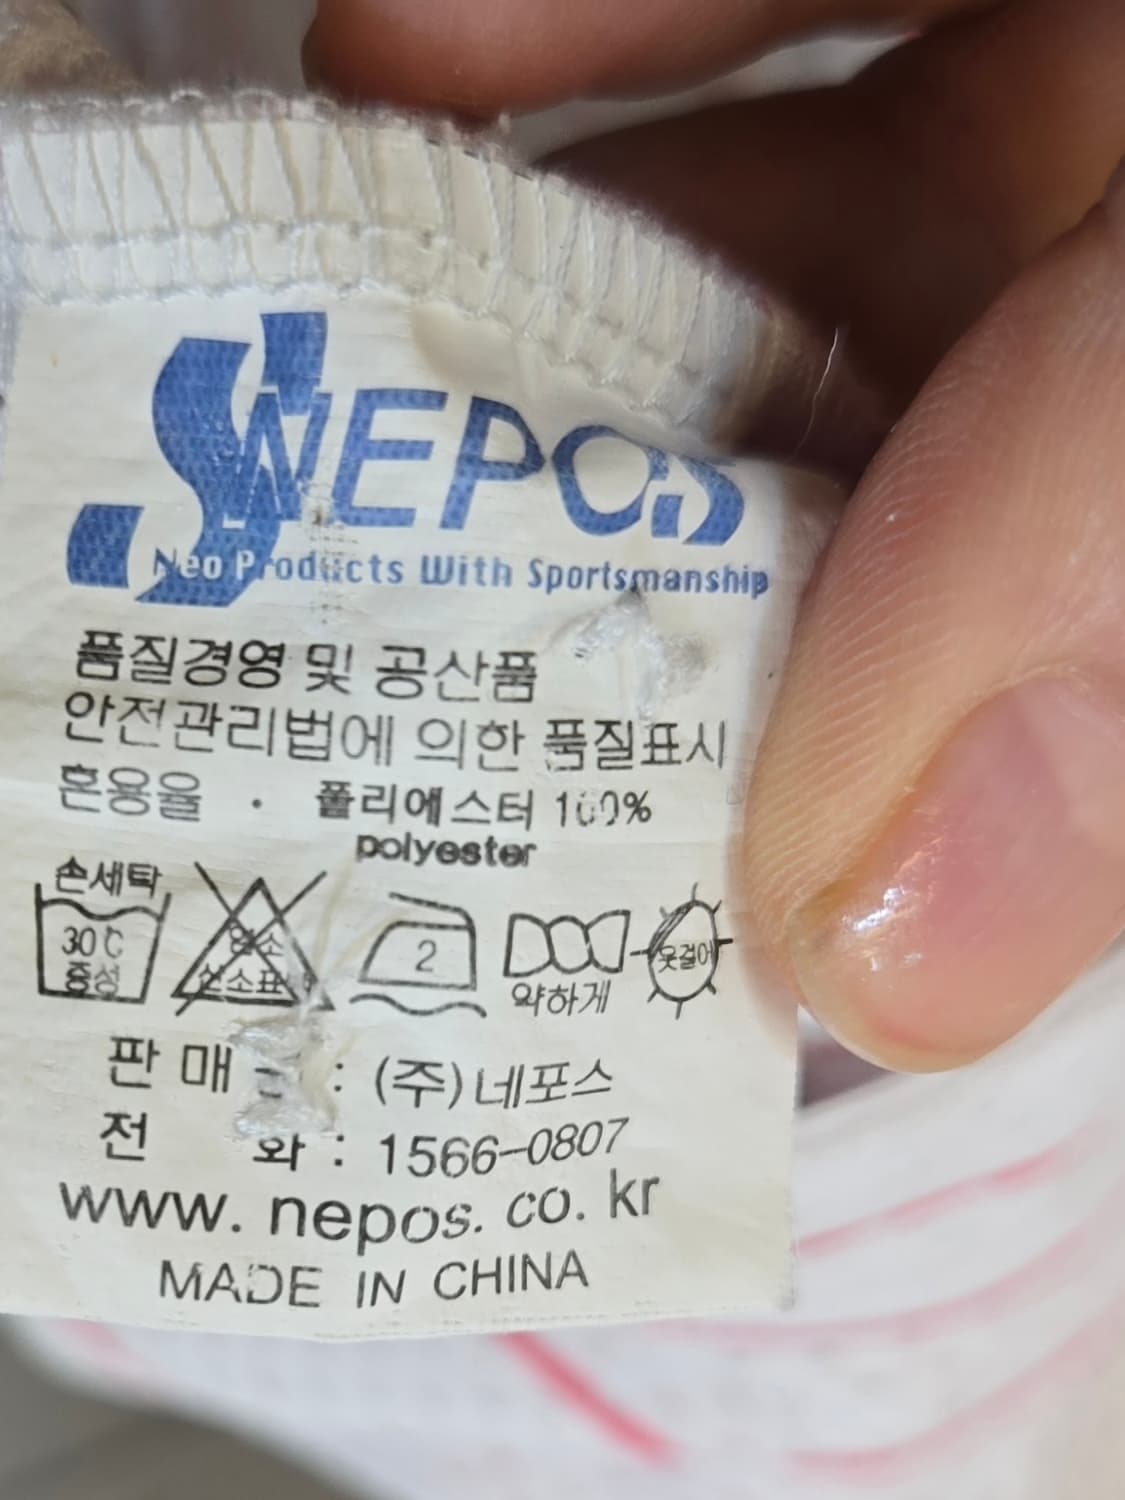 NEPOS
Neo Products With Sportsmanship
품질경영 및 공산품
안전관리법에 의한 품질표시
혼용율 · 폴리에스터 100%
polyester
손세탁
30℃
중성
염소
2
약하게
옷걸이
판 매 : (주)네포스
전 화 : 1566-0807
www.nepos.co.kr
MADE IN CHINA